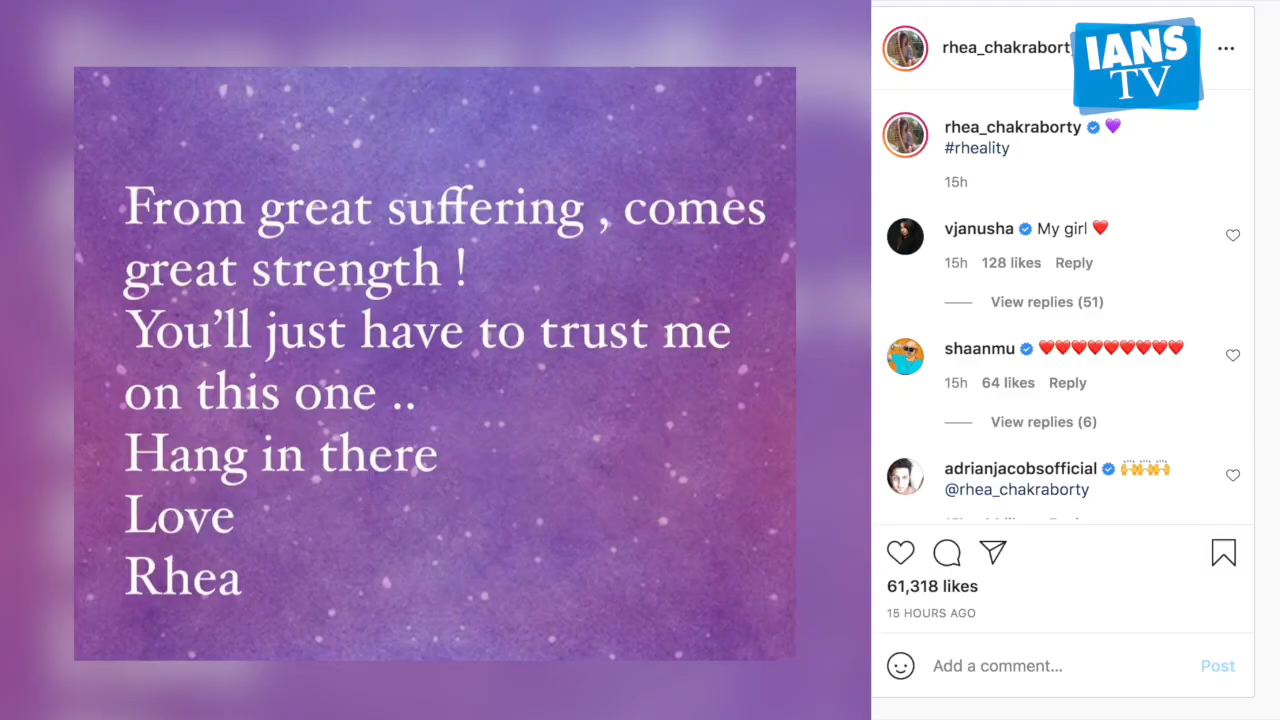 From great suffering , comes
great strength !
You'll just have to trust me
on this one ..
Hang in there
Love
Rhea
rhea_chakrabort
IANS
TV
rhea_chakraborty 💜
#rheality
15h
vjanusha My girl ❤️
15h 128 likes Reply
View replies (51)
shaanmu ❤️❤️❤️❤️❤️❤️❤️❤️❤️
15h 64 likes Reply
View replies (6)
adrianjacobsofficial 🙌🙌🙌
@rhea_chakraborty
61,318 likes
15 HOURS AGO
Add a comment... Post